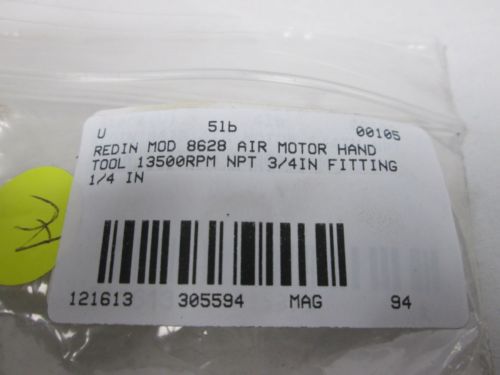 U 51b 00105
REDIN MOD 8628 AIR MOTOR HAND
TOOL 13500RPM NPT 3/4IN FITTING
1/4 IN
121613 305594 MAG 94